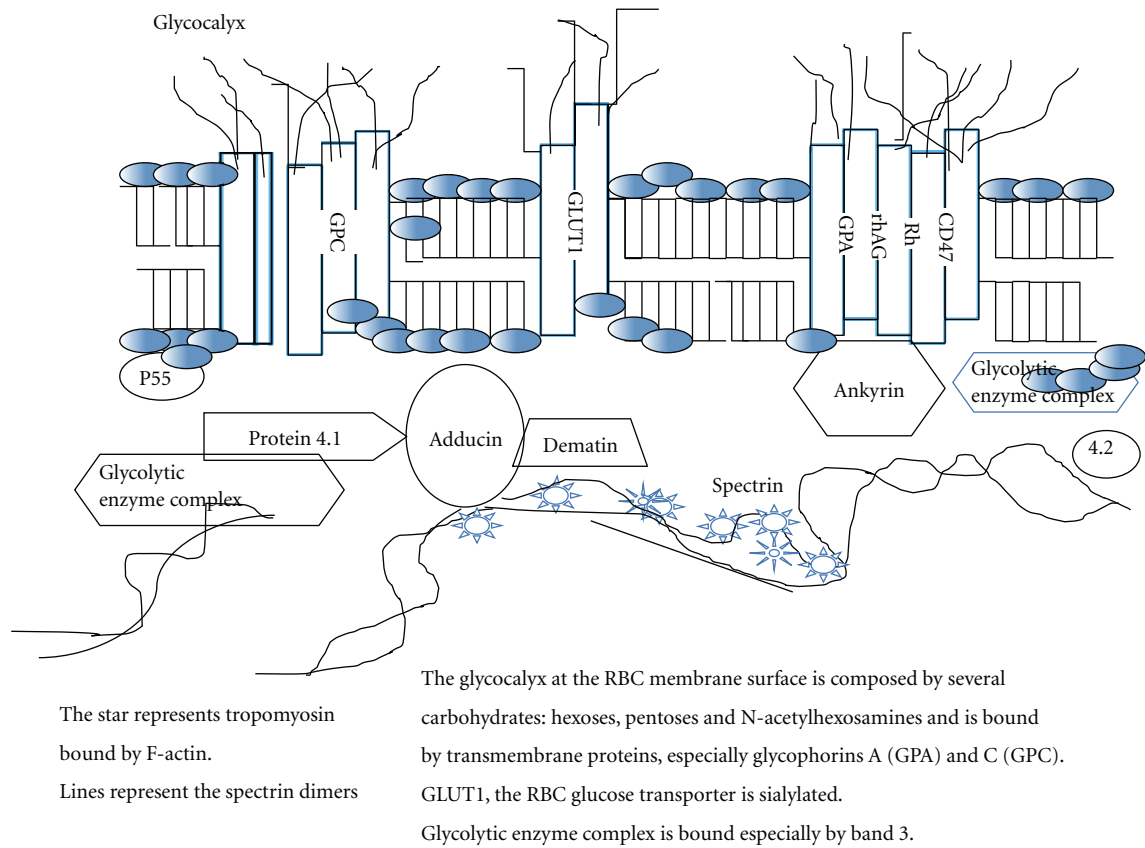 Glycocalyx
GPC
GLUT1
GPA
rhAG
Rh
CD47
P55
Ankyrin
Glycolytic
enzyme complex
Protein 4.1
Adducin
Dematin
4.2
Glycolytic
enzyme complex
Spectrin
The star represents tropomyosin
bound by F-actin.
Lines represent the spectrin dimers
The glycocalyx at the RBC membrane surface is composed by several
carbohydrates: hexoses, pentoses and N-acetylhexosamines and is bound
by transmembrane proteins, especially glycophorins A (GPA) and C (GPC).
GLUT1, the RBC glucose transporter is sialylated.
Glycolytic enzyme complex is bound especially by band 3.